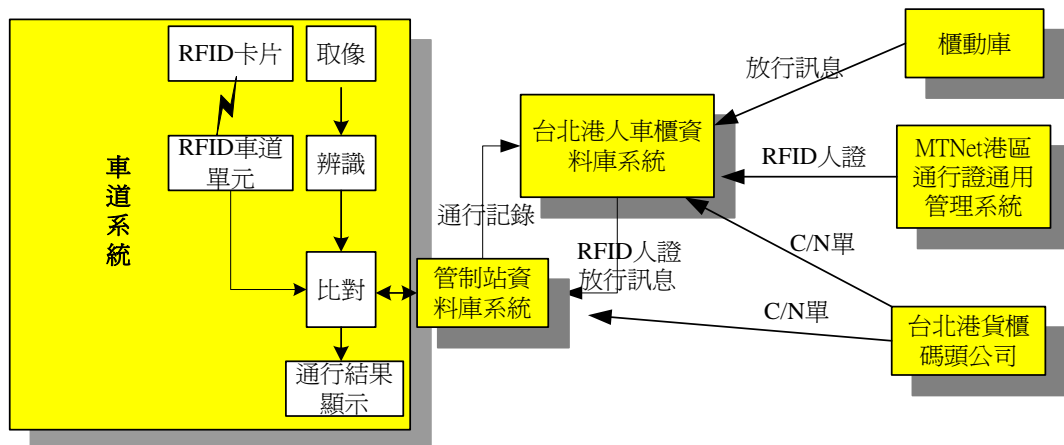 車
道
系
統
RFID卡片
取像
RFID車道
單元
辨識
比對
通行結果
顯示
通行記錄
管制站資
料庫系統
台北港人車櫃資
料庫系統
RFID人證
放行訊息
放行訊息
櫃動庫
RFID人證
MTNet港區
通行證通用
管理系統
C/N單
C/N單
台北港貨櫃
碼頭公司